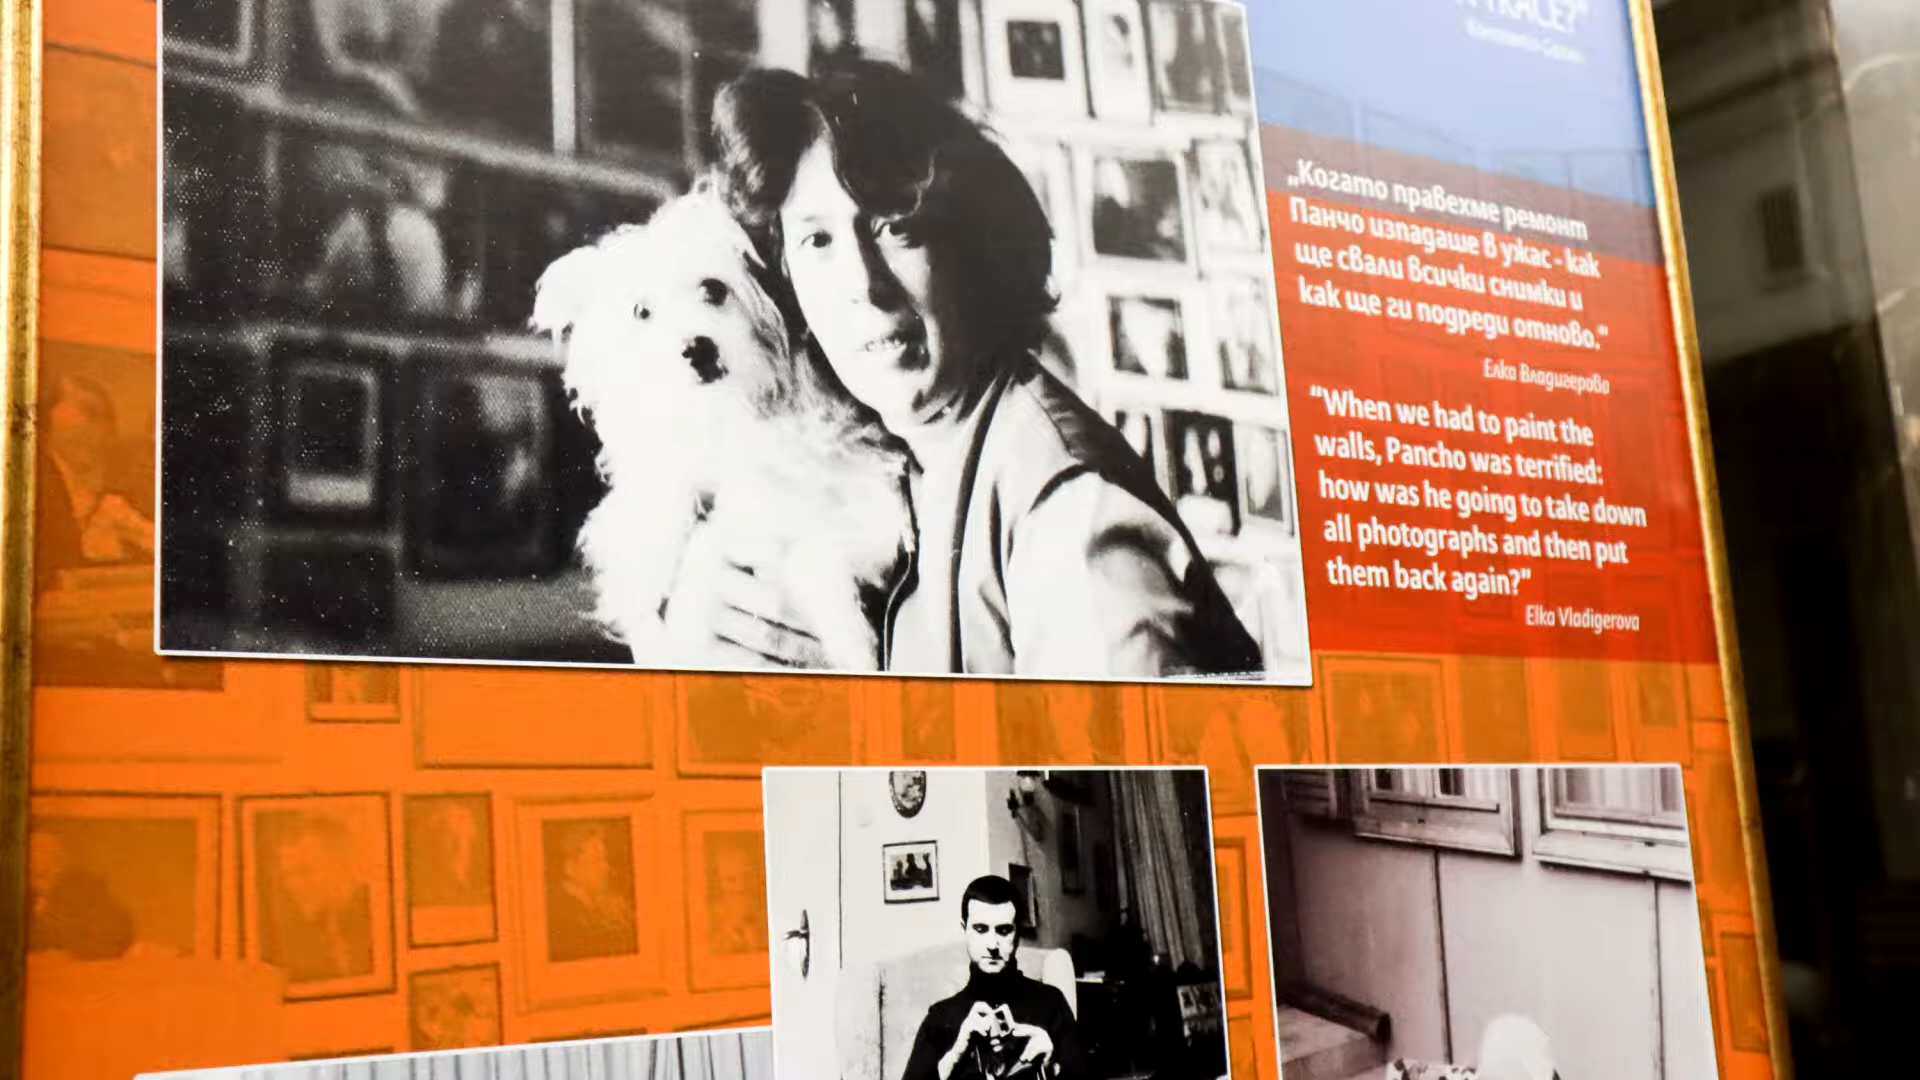 „Когато правехме ремонт
Панчо изпадаше в ужас - как
ще свали всички снимки и
как ще ги подреди отново."
Елка Владигерова
“When we had to paint the
walls, Pancho was terrified:
how was he going to take down
all photographs and then put
them back again?”
Elka Vladigerova